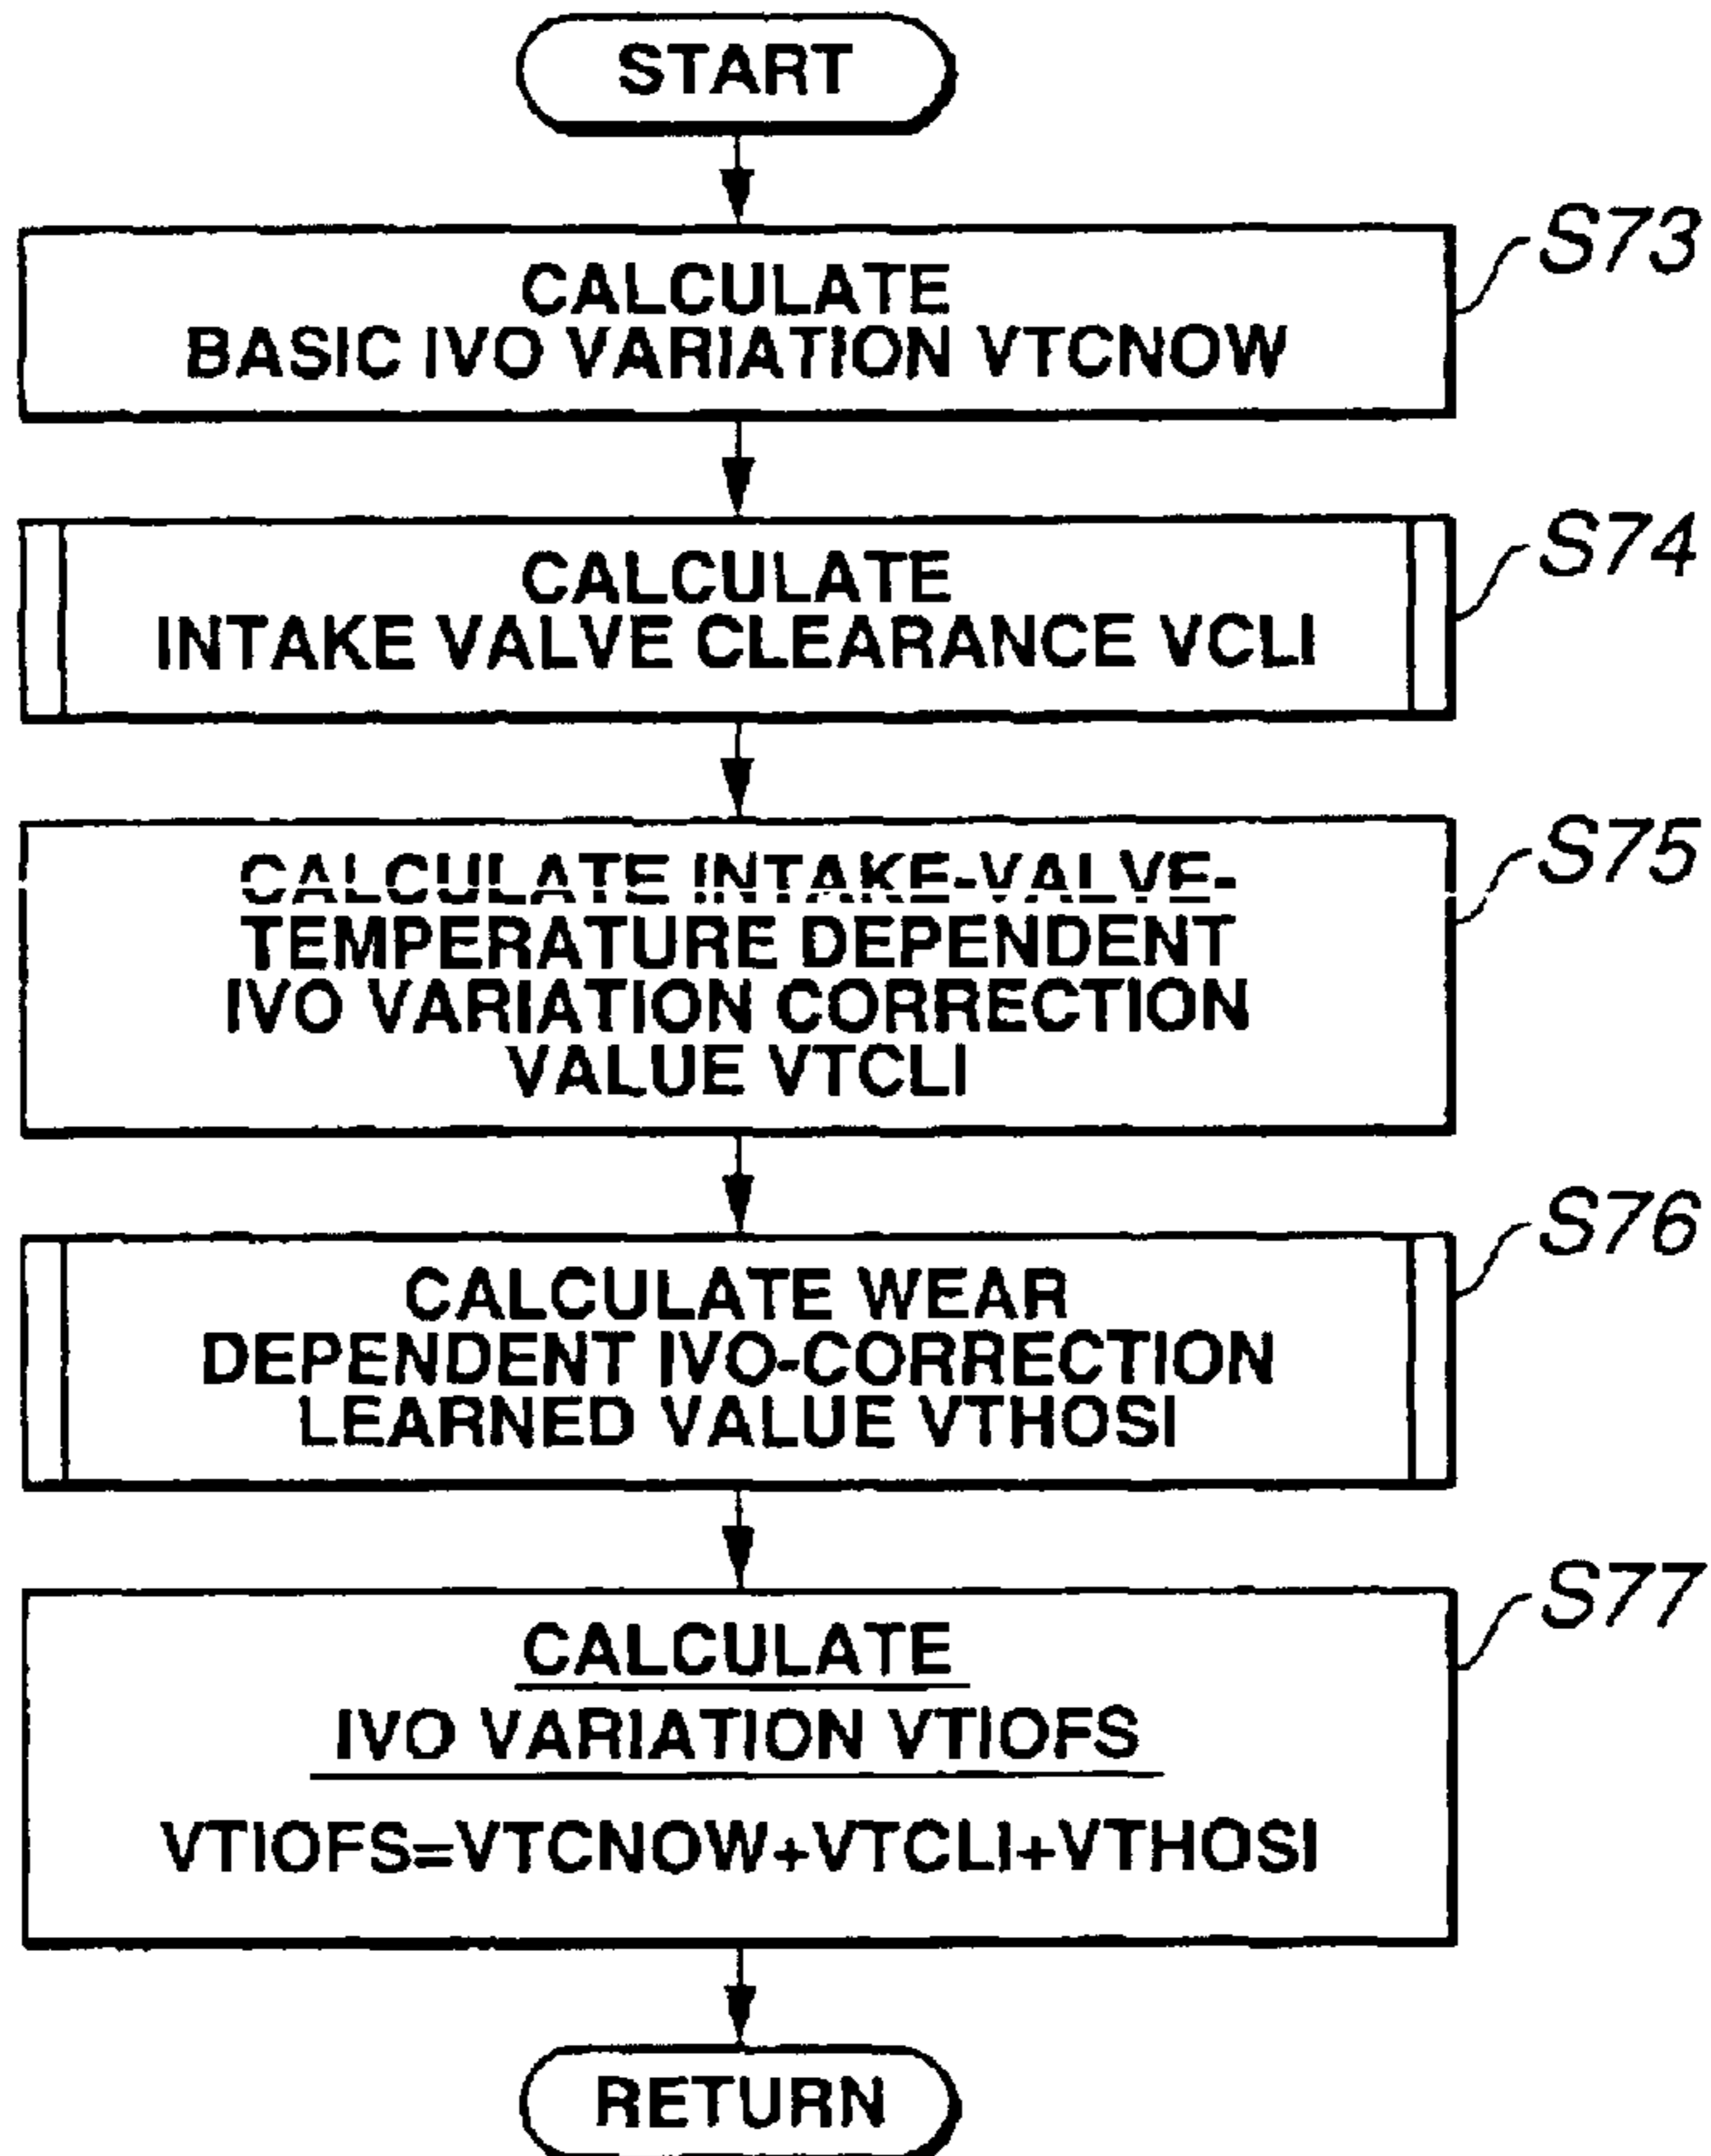 START
CALCULATE
BASIC IVO VARIATION VTCNOW
S73
CALCULATE
INTAKE VALVE CLEARANCE VCLI
S74
CALCULATE INTAKE-VALVE-
TEMPERATURE DEPENDENT
IVO VARIATION CORRECTION
VALUE VTCLI
S75
CALCULATE WEAR
DEPENDENT IVO-CORRECTION
LEARNED VALUE VTHOSI
S76
CALCULATE
IVO VARIATION VTIOFS
VTIOFS=VTCNOW+VTCLI+VTHOSI
S77
RETURN